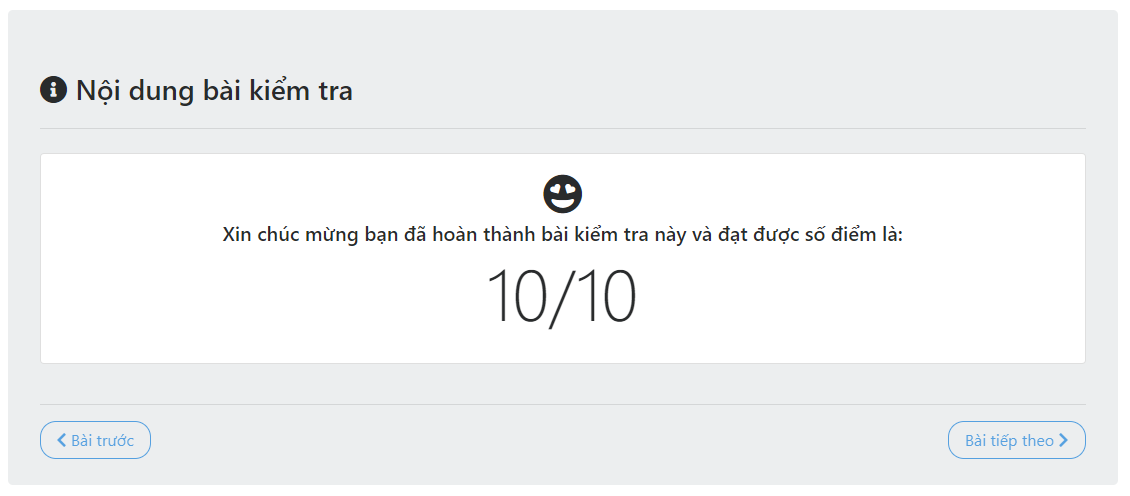 Nội dung bài kiểm tra
Xin chúc mừng bạn đã hoàn thành bài kiểm tra này và đạt được số điểm là:
10/10
Bài trước
Bài tiếp theo